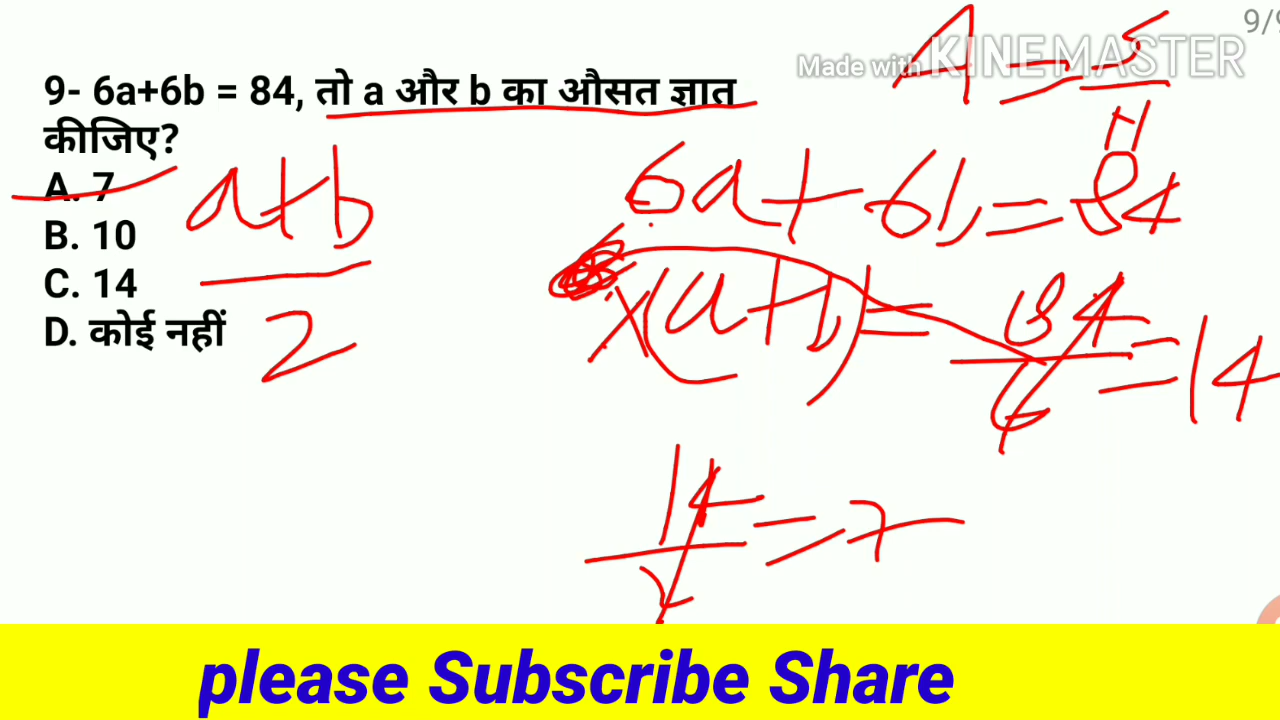 9/9
Made with KINEMASTER
A = S
n
9- 6a+6b = 84, तो a और b का औसत ज्ञात
कीजिए?
A. 7
B. 10
C. 14
D. कोई नहीं
a+b
2
6a+6b=84
(a+b)=84/6=14
14/2=7
please Subscribe Share